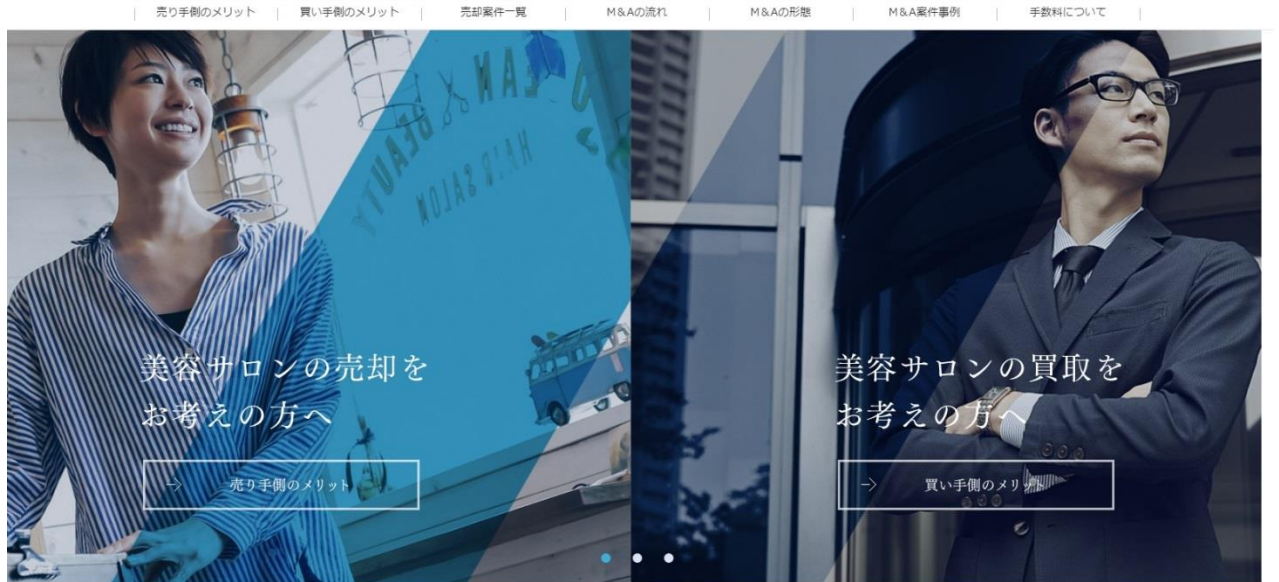 売り手側のメリット
買い手側のメリット
売却案件一覧
M&Aの流れ
M&Aの形態
M&A案件事例
手数料について
OCEAN
BEAUTY
HAIR SALON
美容サロンの売却を
お考えの方へ
→ 売り手側のメリット
美容サロンの買取を
お考えの方へ
→ 買い手側のメリット